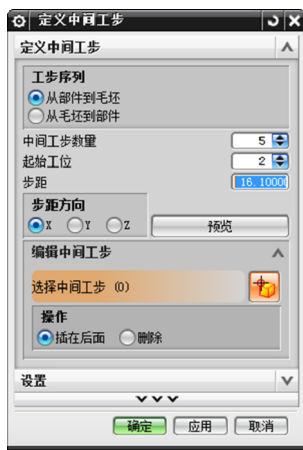 定义中间工步
定义中间工步
工步序列
从部件到毛坯
从毛坯到部件
中间工步数量 5
起始工位 2
步距 16.1000
步距方向
X Y Z 预览
编辑中间工步
选择中间工步 (0)
操作
插在后面 删除
设置
确定 应用 取消